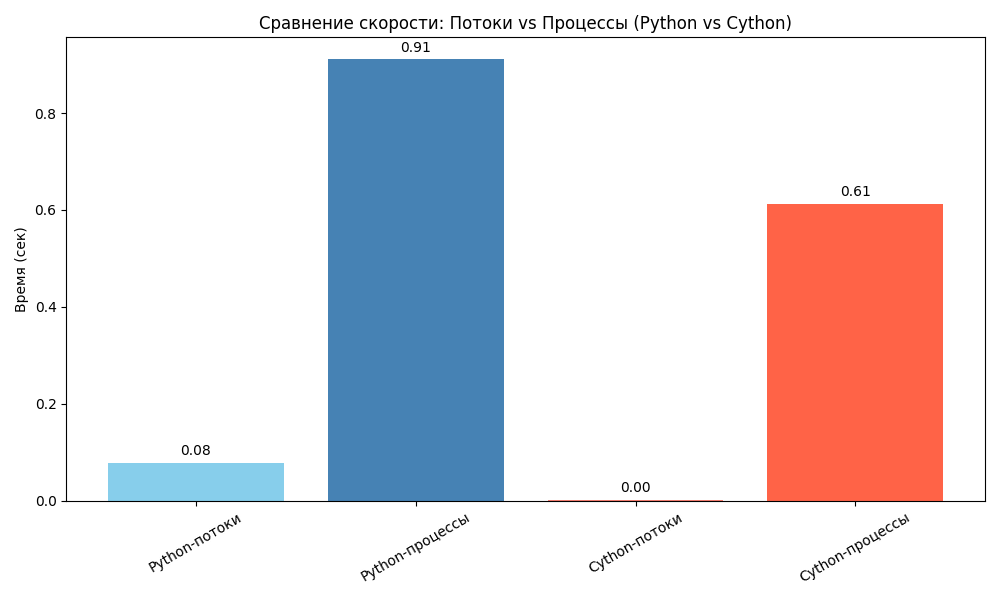 Сравнение скорости: Потоки vs Процессы (Python vs Cython)
Время (сек)
0.8
0.6
0.4
0.2
0.0
0.08
0.91
0.00
0.61
Python-потоки
Python-процессы
Cython-потоки
Cython-процессы